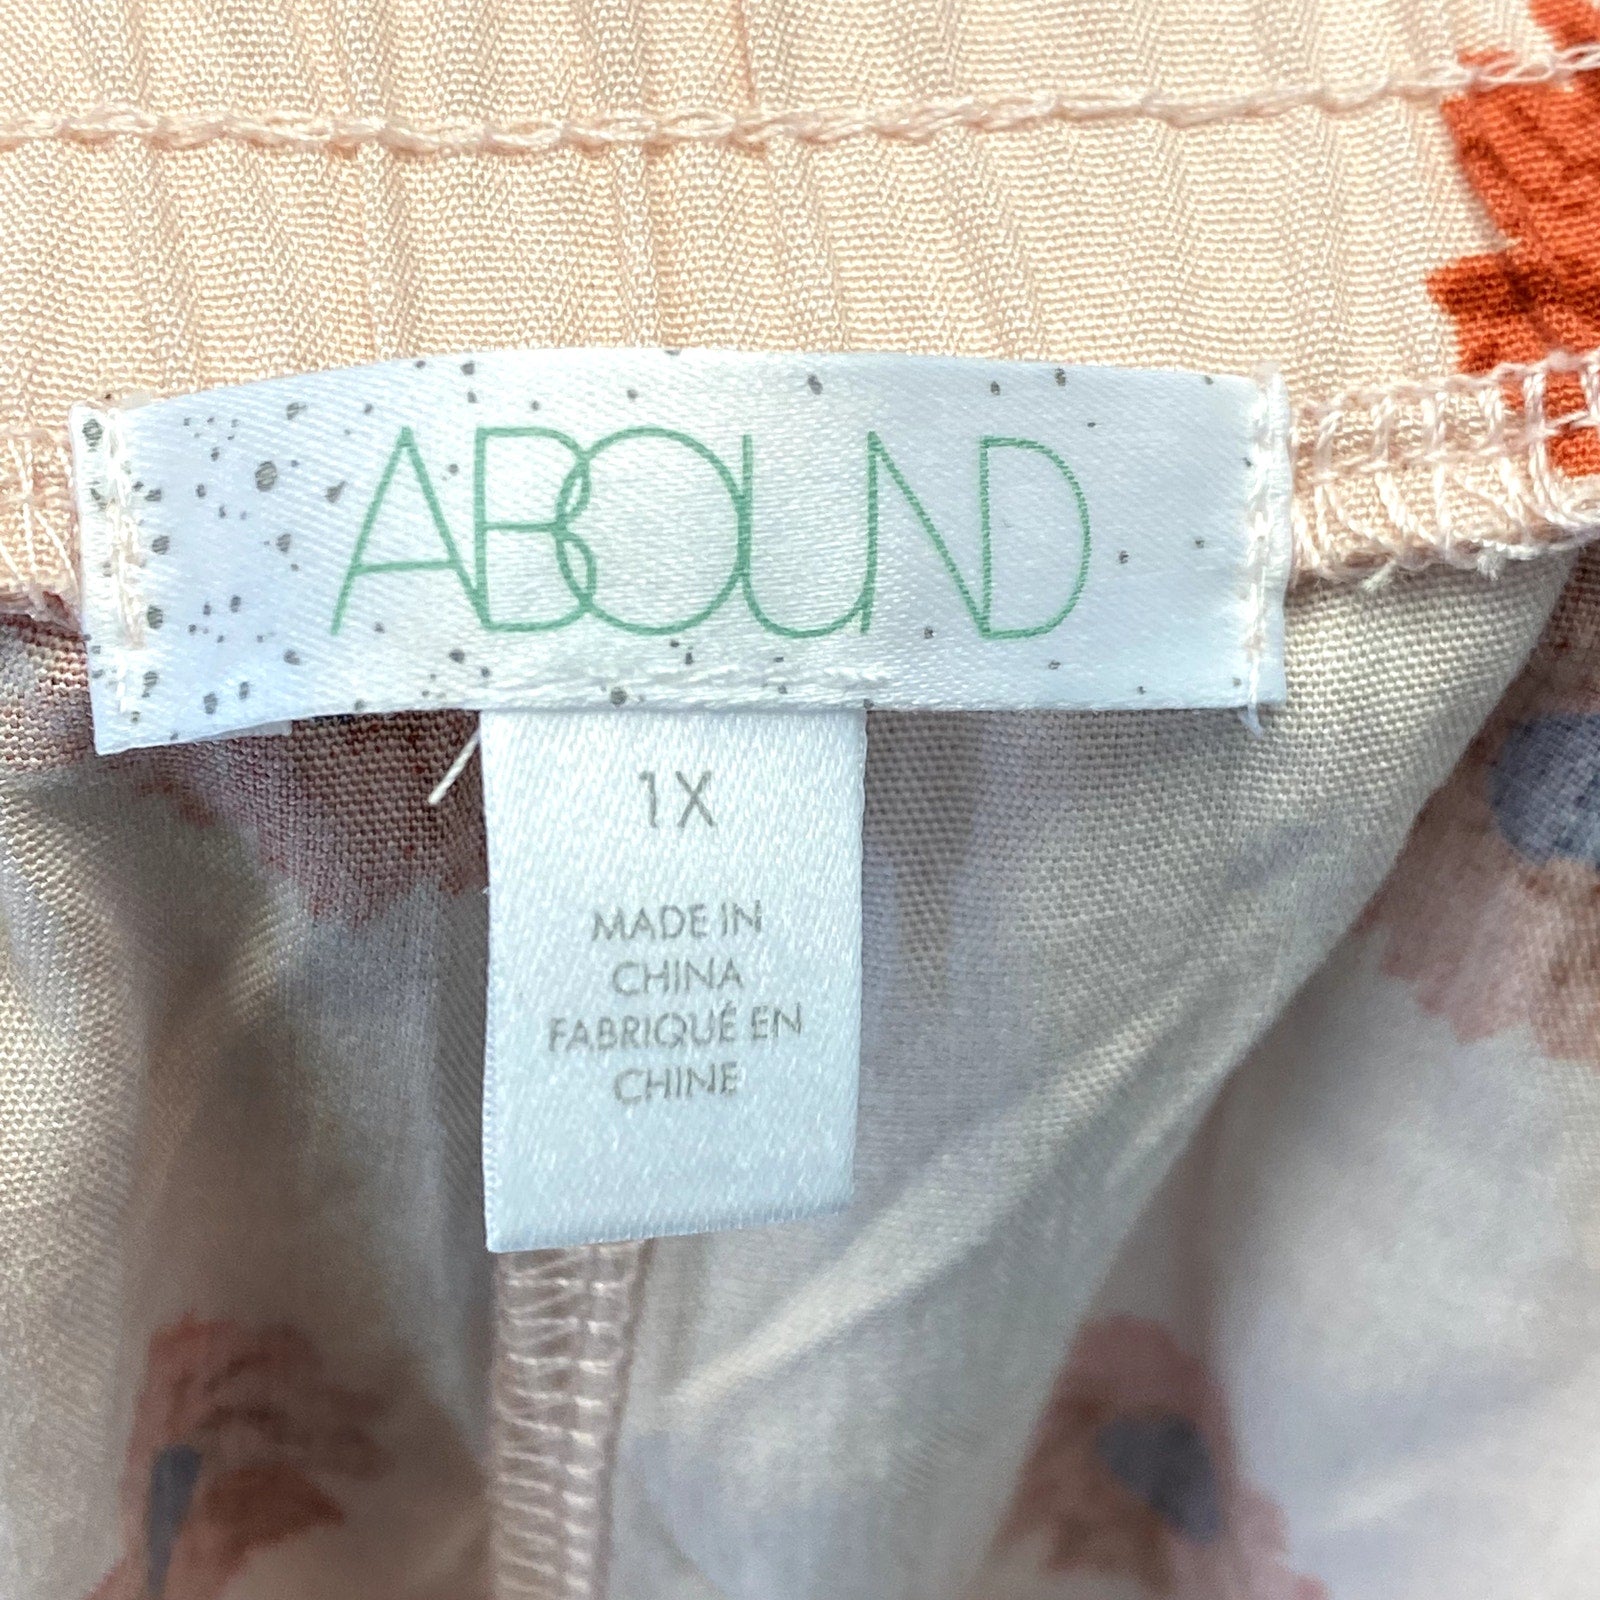 ABOUND
1X
MADE IN
CHINA
FABRIQUÉ EN
CHINE